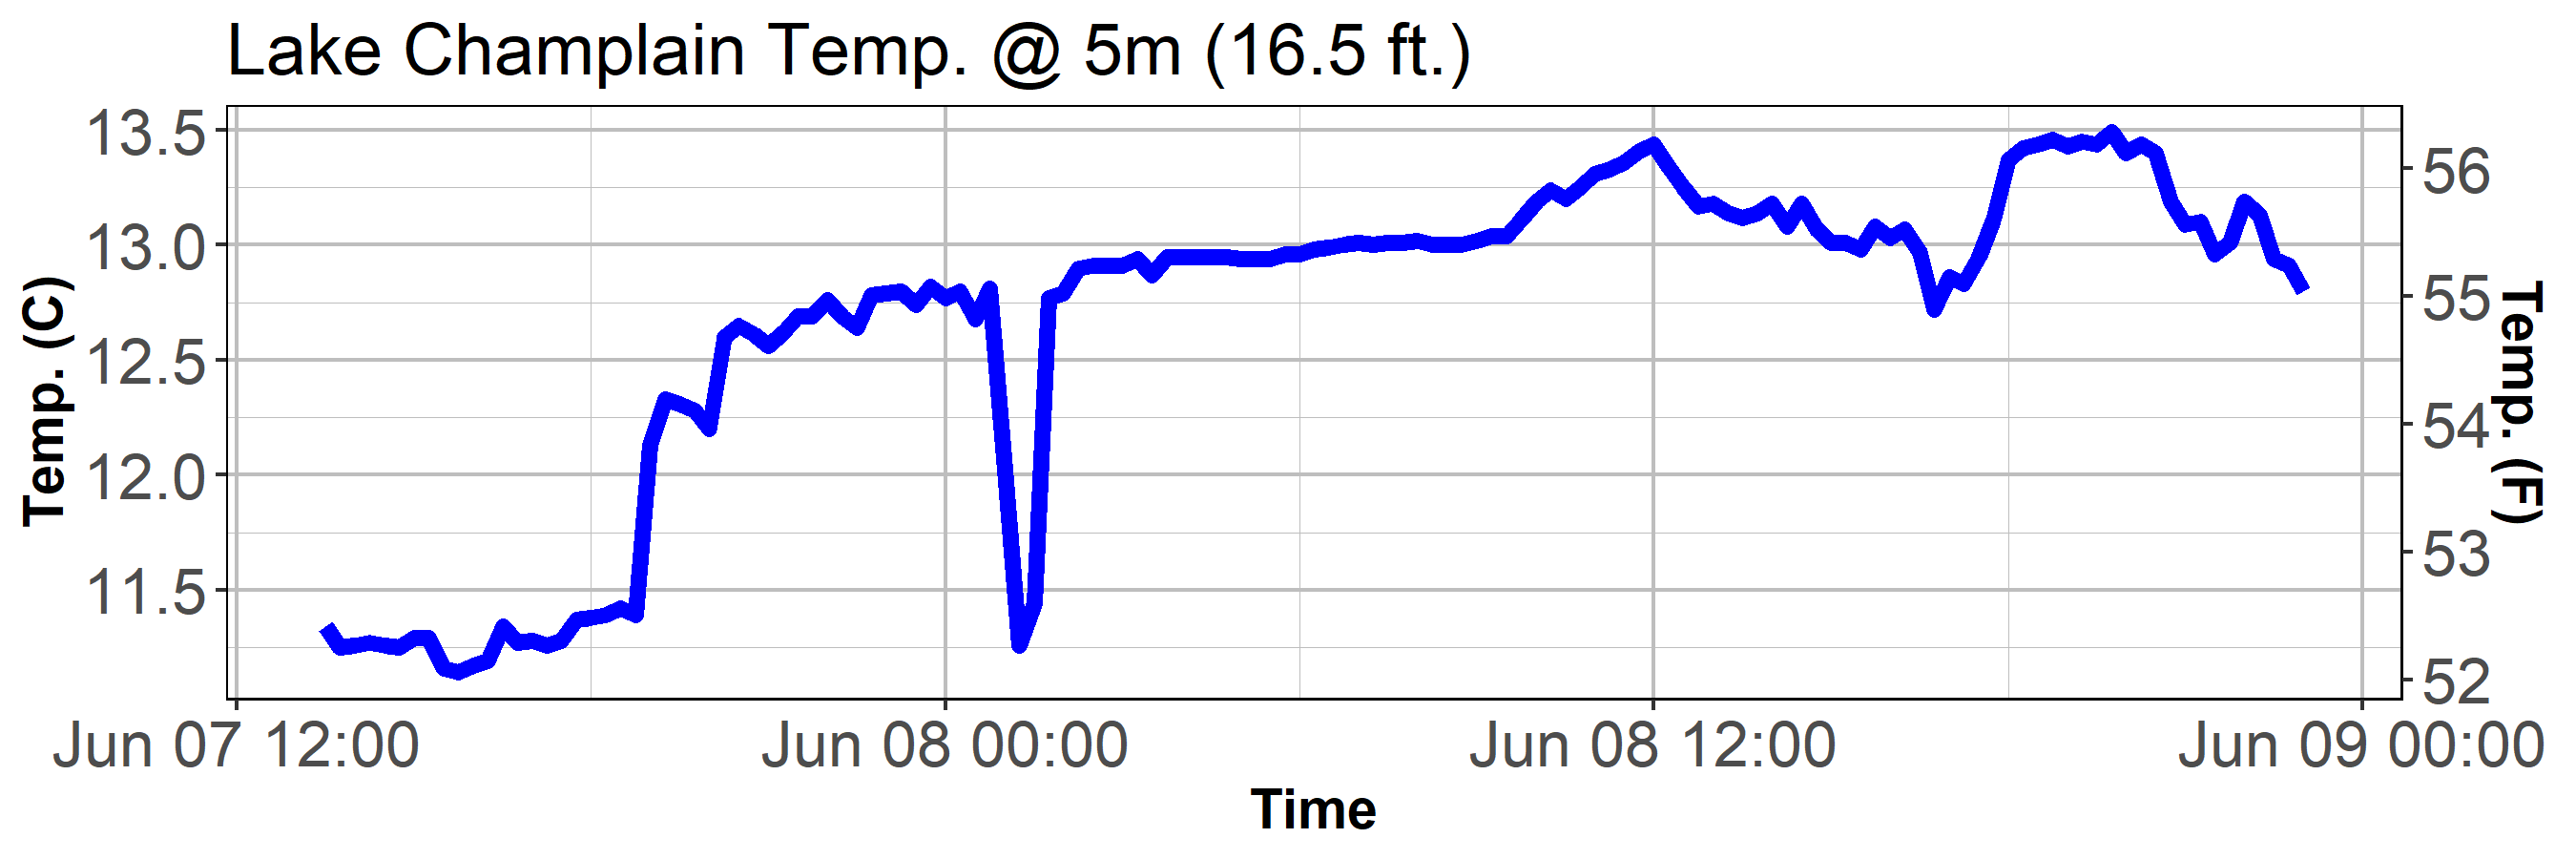 Lake Champlain Temp. @ 5m (16.5 ft.)
Temp. (C)
13.5
13.0
12.5
12.0
11.5
56
55
54
53
52
Temp. (F)
Jun 07 12:00
Jun 08 00:00
Jun 08 12:00
Jun 09 00:00
Time